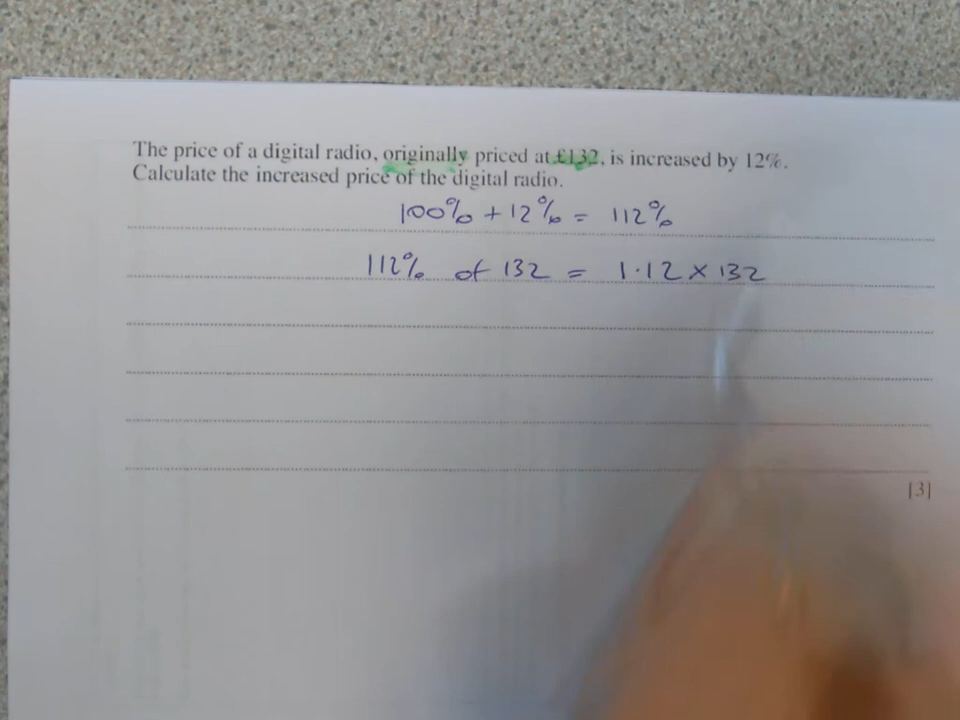 The price of a digital radio, originally priced at £132, is increased by 12%.
Calculate the increased price of the digital radio.
100% + 12% = 112%
112% of 132 = 1·12 × 132
[3]